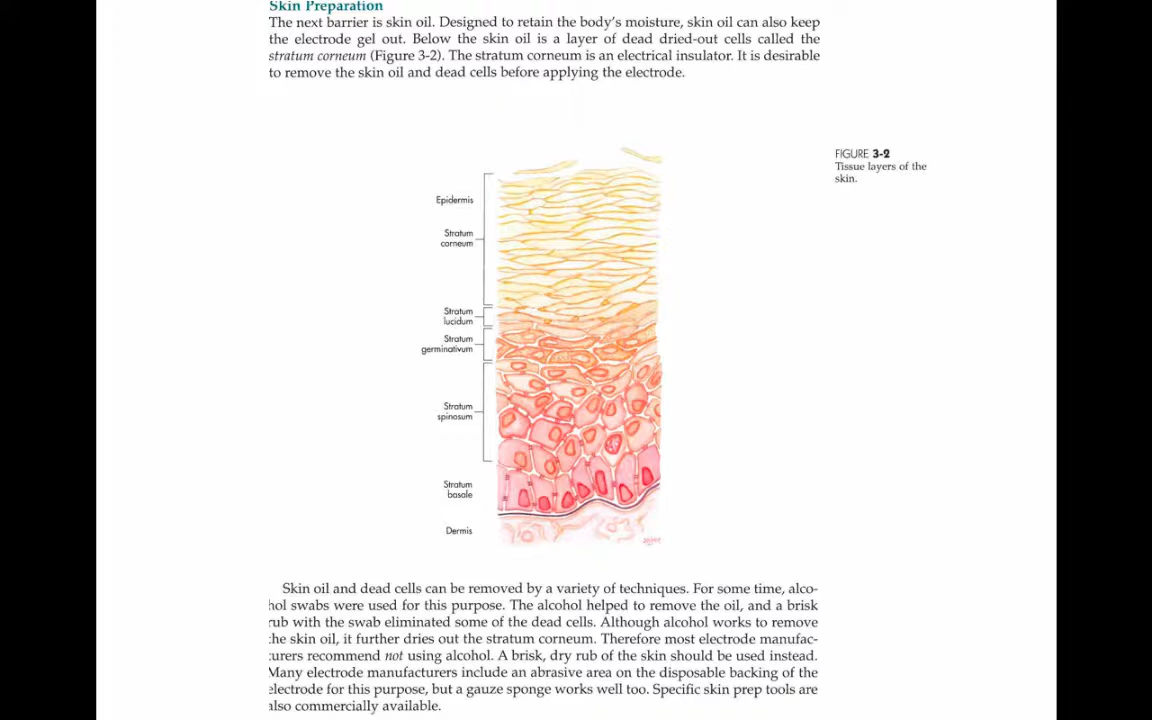 Skin Preparation
The next barrier is skin oil. Designed to retain the body's moisture, skin oil can also keep
the electrode gel out. Below the skin oil is a layer of dead dried-out cells called the
stratum corneum (Figure 3-2). The stratum corneum is an electrical insulator. It is desirable
to remove the skin oil and dead cells before applying the electrode.
FIGURE 3-2
Tissue layers of the
skin.
Epidermis
Stratum
corneum
Stratum
lucidum
Stratum
germinativum
Stratum
spinosum
Stratum
basale
Dermis
Skin oil and dead cells can be removed by a variety of techniques. For some time, alco-
hol swabs were used for this purpose. The alcohol helped to remove the oil, and a brisk
rub with the swab eliminated some of the dead cells. Although alcohol works to remove
the skin oil, it further dries out the stratum corneum. Therefore most electrode manufac-
turers recommend not using alcohol. A brisk, dry rub of the skin should be used instead.
Many electrode manufacturers include an abrasive area on the disposable backing of the
electrode for this purpose, but a gauze sponge works well too. Specific skin prep tools are
also commercially available.